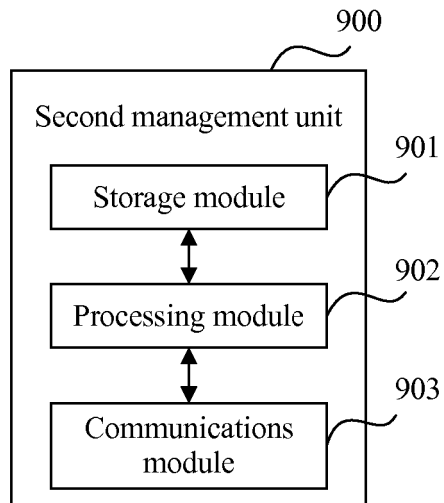 900
Second management unit
901
Storage module
902
Processing module
903
Communications
module